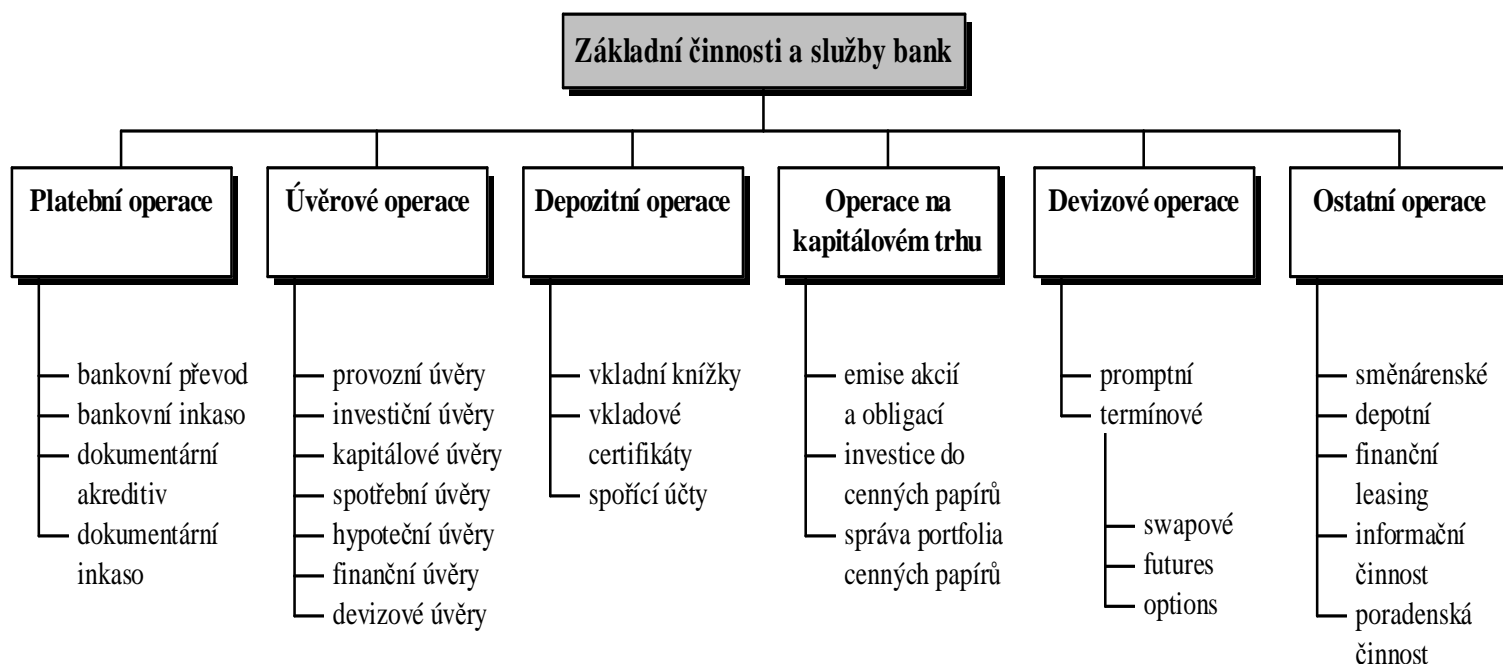 Základní činnosti a služby bank
Platební operace
bankovní převod
bankovní inkaso
dokumentární
akreditiv
dokumentární
inkaso
Úvěrové operace
provozní úvěry
investiční úvěry
kapitálové úvěry
spotřební úvěry
hypoteční úvěry
finanční úvěry
devizové úvěry
Depozitní operace
vkladní knížky
vkladové
certifikáty
spořící účty
Operace na
kapitálovém trhu
emise akcií
a obligací
investice do
cenných papírů
správa portfolia
cenných papírů
Devizové operace
promptní
termínové
swapové
futures
options
Ostatní operace
směnárenské
depotní
finanční
leasing
informační
činnost
poradenská
činnost